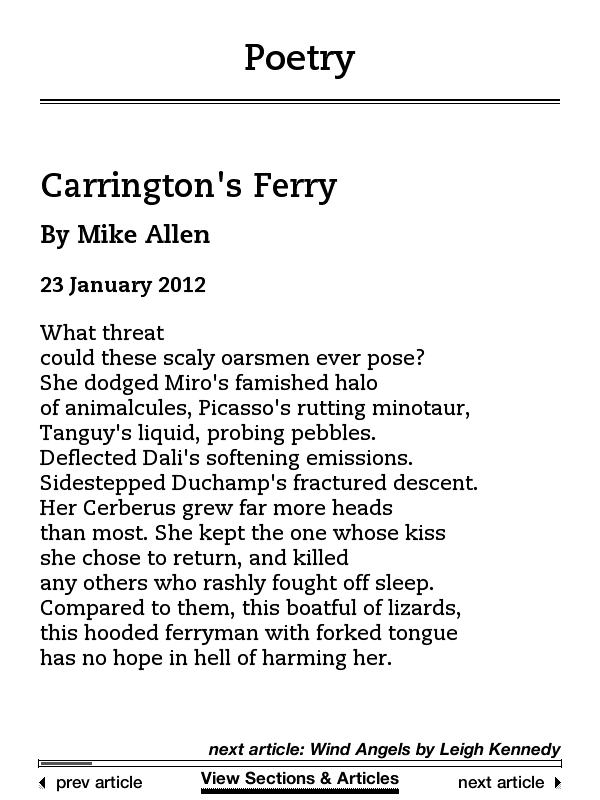 Poetry
Carrington's Ferry
By Mike Allen
23 January 2012
What threat
could these scaly oarsmen ever pose?
She dodged Miro's famished halo
of animalcules, Picasso's rutting minotaur,
Tanguy's liquid, probing pebbles.
Deflected Dali's softening emissions.
Sidestepped Duchamp's fractured descent.
Her Cerberus grew far more heads
than most. She kept the one whose kiss
she chose to return, and killed
any others who rashly fought off sleep.
Compared to them, this boatful of lizards,
this hooded ferryman with forked tongue
has no hope in hell of harming her.
next article: Wind Angels by Leigh Kennedy
prev article View Sections & Articles next article